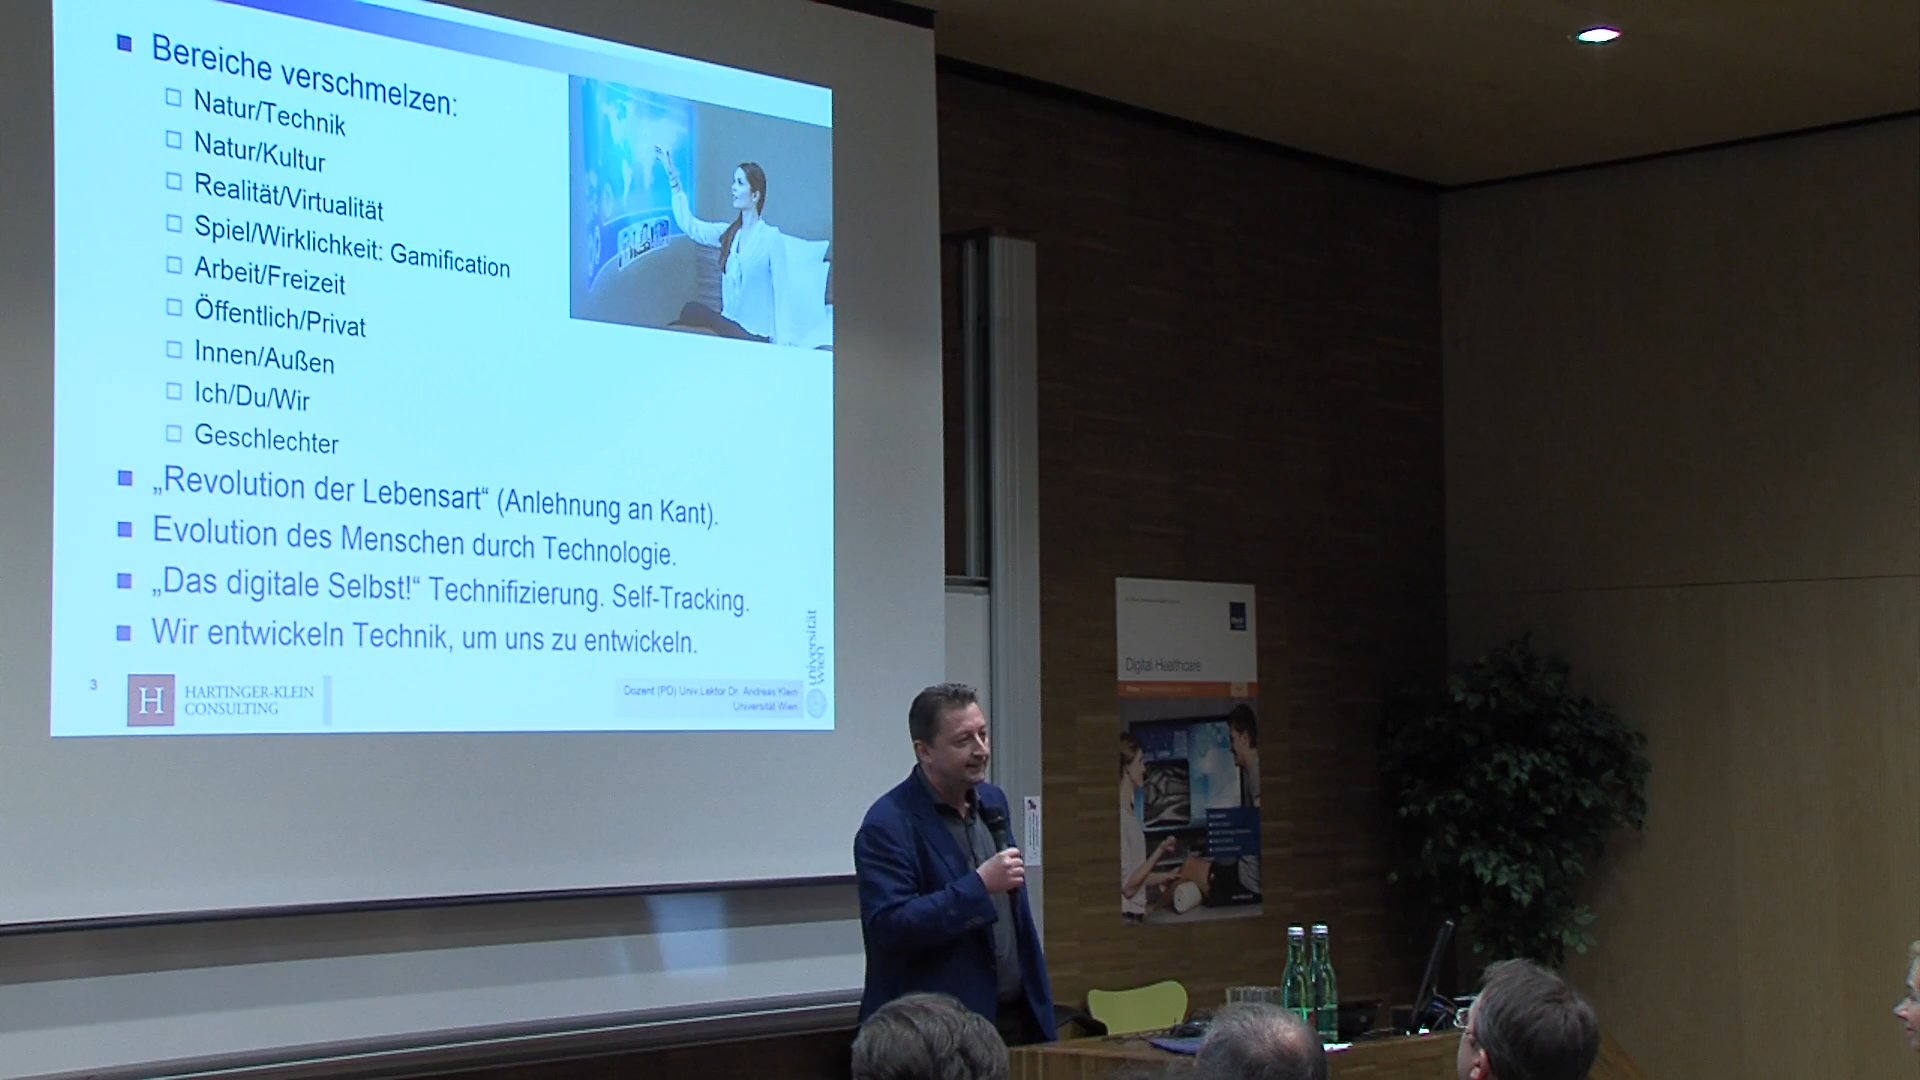 Bereiche verschmelzen:
Natur/Technik
Natur/Kultur
Realität/Virtualität
Spiel/Wirklichkeit: Gamification
Arbeit/Freizeit
Öffentlich/Privat
Innen/Außen
Ich/Du/Wir
Geschlechter
„Revolution der Lebensart“ (Anlehnung an Kant).
Evolution des Menschen durch Technologie.
„Das digitale Selbst!“ Technifizierung. Self-Tracking.
Wir entwickeln Technik, um uns zu entwickeln.
3
H
HARTINGER-KLEIN
CONSULTING
Dozent (PD) Univ Lektor Dr. Andreas Klein
Universität Wien
universität
wien
Digital Healthcare